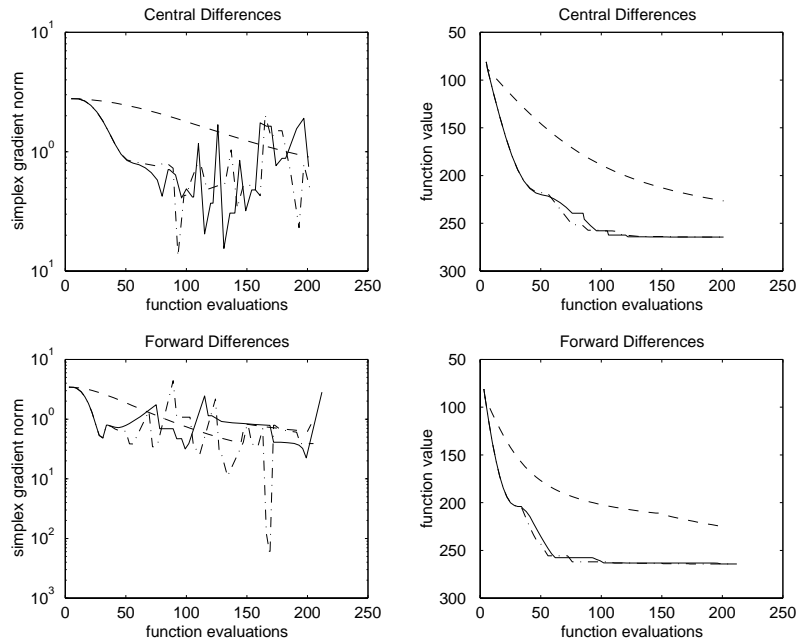 Central Differences
10^1
10^0
10^1
simplex gradient norm
0 50 100 150 200 250
function evaluations
Central Differences
50
100
150
200
250
300
function value
0 50 100 150 200 250
function evaluations
Forward Differences
10^1
10^0
10^1
10^2
10^3
simplex gradient norm
0 50 100 150 200 250
function evaluations
Forward Differences
50
100
150
200
250
300
function value
0 50 100 150 200 250
function evaluations